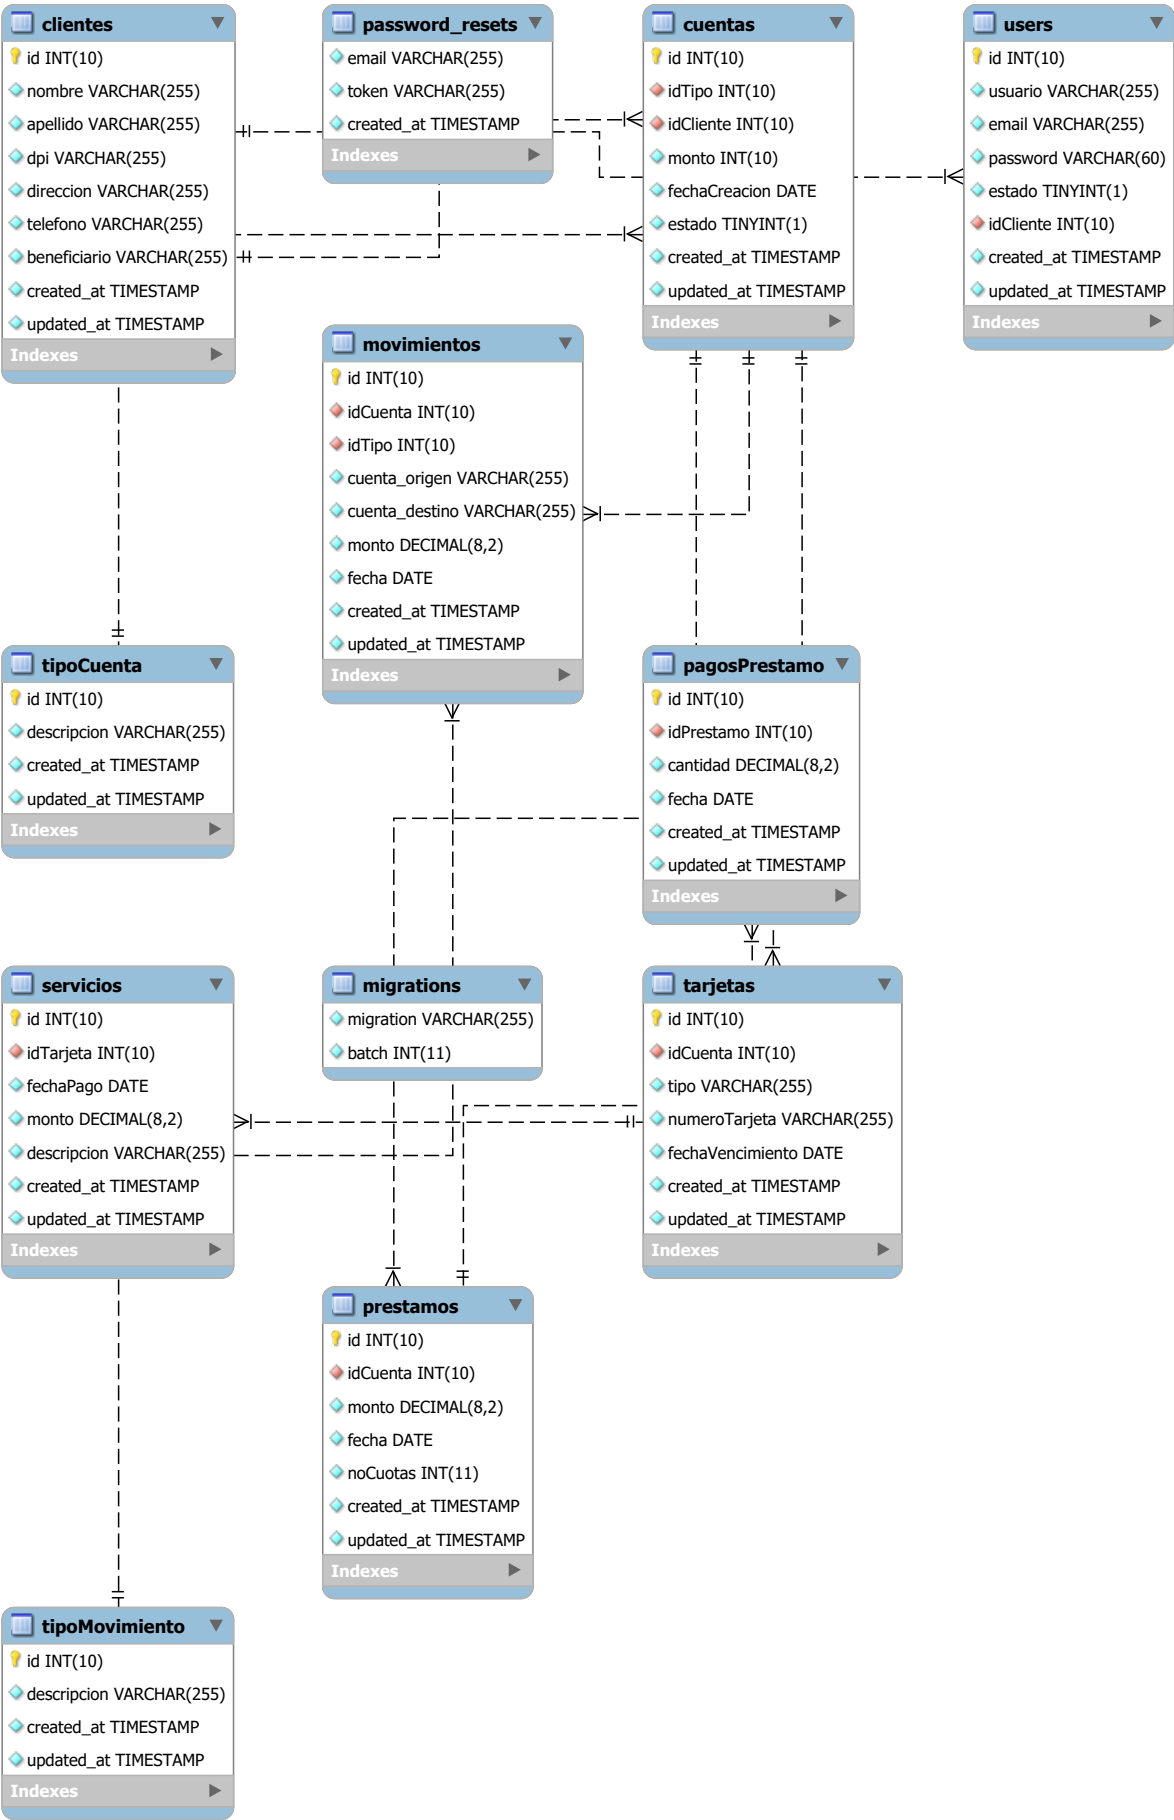 clientes
id INT(10)
nombre VARCHAR(255)
apellido VARCHAR(255)
dpi VARCHAR(255)
direccion VARCHAR(255)
telefono VARCHAR(255)
beneficiario VARCHAR(255)
created_at TIMESTAMP
updated_at TIMESTAMP
Indexes
password_resets
email VARCHAR(255)
token VARCHAR(255)
created_at TIMESTAMP
Indexes
cuentas
id INT(10)
idTipo INT(10)
idCliente INT(10)
monto INT(10)
fechaCreacion DATE
estado TINYINT(1)
created_at TIMESTAMP
updated_at TIMESTAMP
Indexes
users
id INT(10)
usuario VARCHAR(255)
email VARCHAR(255)
password VARCHAR(60)
estado TINYINT(1)
idCliente INT(10)
created_at TIMESTAMP
updated_at TIMESTAMP
Indexes
movimientos
id INT(10)
idCuenta INT(10)
idTipo INT(10)
cuenta_origen VARCHAR(255)
cuenta_destino VARCHAR(255)
monto DECIMAL(8,2)
fecha DATE
created_at TIMESTAMP
updated_at TIMESTAMP
Indexes
tipoCuenta
id INT(10)
descripcion VARCHAR(255)
created_at TIMESTAMP
updated_at TIMESTAMP
Indexes
pagosPrestamo
id INT(10)
idPrestamo INT(10)
cantidad DECIMAL(8,2)
fecha DATE
created_at TIMESTAMP
updated_at TIMESTAMP
Indexes
servicios
id INT(10)
idTarjeta INT(10)
fechaPago DATE
monto DECIMAL(8,2)
descripcion VARCHAR(255)
created_at TIMESTAMP
updated_at TIMESTAMP
Indexes
migrations
migration VARCHAR(255)
batch INT(11)
tarjetas
id INT(10)
idCuenta INT(10)
tipo VARCHAR(255)
numeroTarjeta VARCHAR(255)
fechaVencimiento DATE
created_at TIMESTAMP
updated_at TIMESTAMP
Indexes
prestamos
id INT(10)
idCuenta INT(10)
monto DECIMAL(8,2)
fecha DATE
noCuotas INT(11)
created_at TIMESTAMP
updated_at TIMESTAMP
Indexes
tipoMovimiento
id INT(10)
descripcion VARCHAR(255)
created_at TIMESTAMP
updated_at TIMESTAMP
Indexes